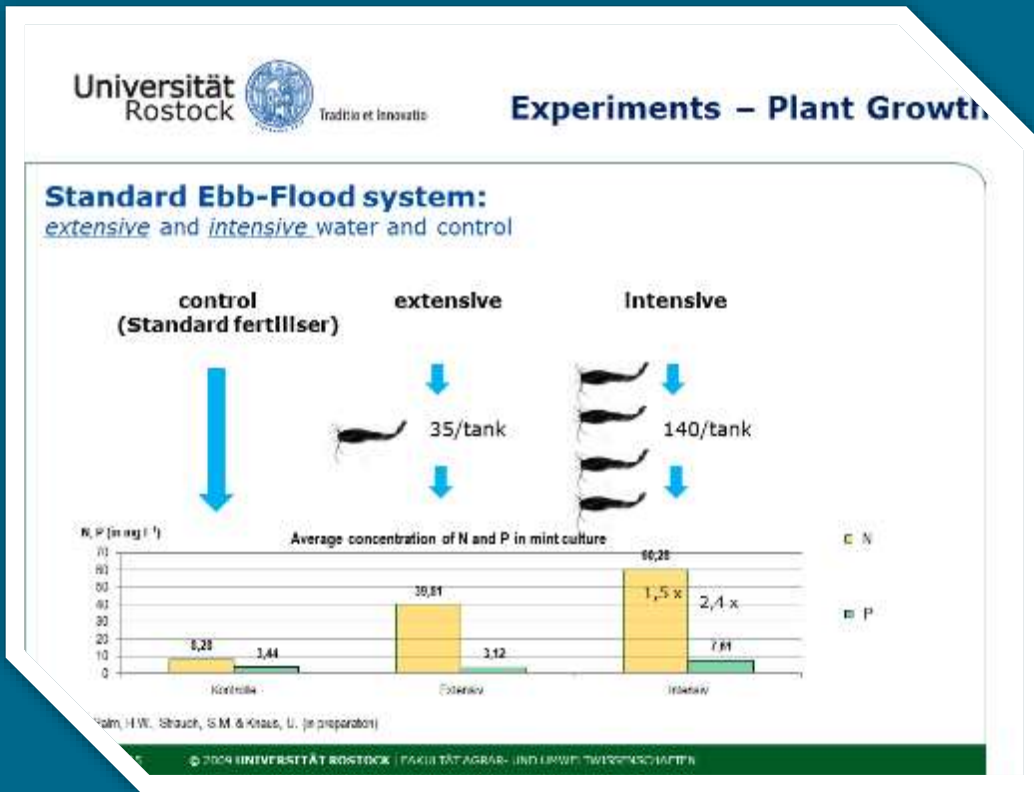 Universität
Rostock
Traditio et Innovatio
Experiments – Plant Growth
Standard Ebb-Flood system:
extensive and intensive water and control
control
(Standard fertiliser)
extensive
intensive
35/tank
140/tank
N, P (in mg l⁻¹)
Average concentration of N and P in mint culture
70
60
50
40
30
20
10
0
8,28
3,44
39,81
3,12
60,28
1,5 x
2,4 x
7,61
N
P
Kontrolle
Extensiv
Intensiv
Palm, H.W., Strauch, S.M. & Knaus, U. (in preparation)
© 2009 UNIVERSITÄT ROSTOCK | FAKULTÄT AGRAR- UND UMWELTWISSENSCHAFTEN